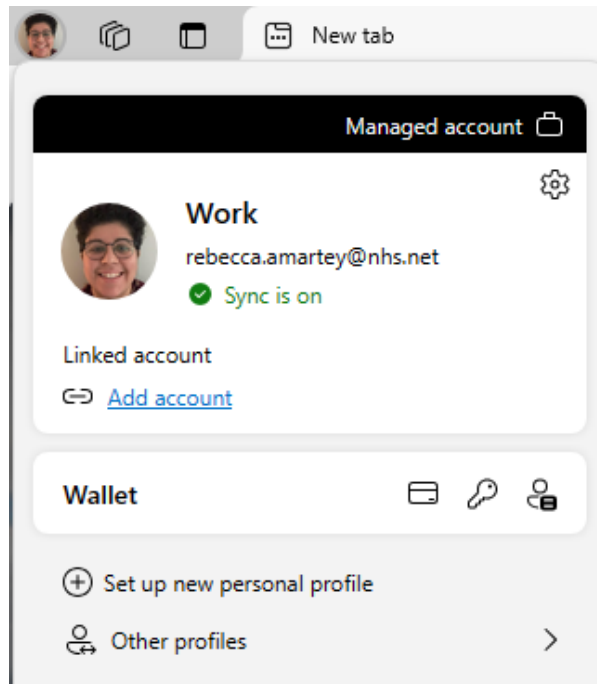 New tab
Managed account
Work
rebecca.amartey@nhs.net
Sync is on
Linked account
Add account
Wallet
Set up new personal profile
Other profiles